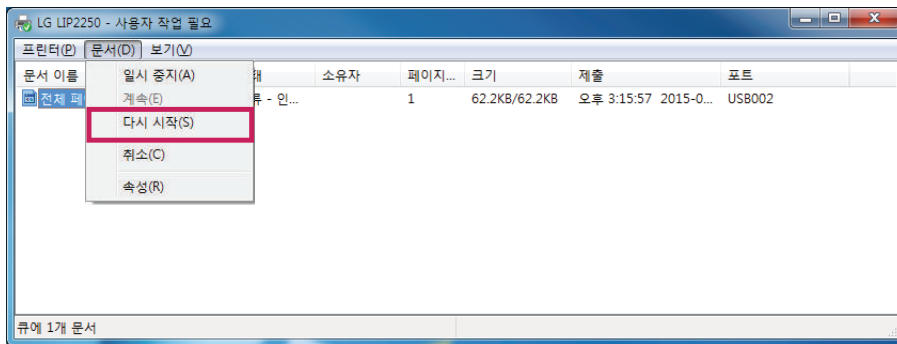 LG LIP2250 - 사용자 작업 필요
프린터(P) 문서(D) 보기(V)
문서 이름 소유자 페이지... 크기 제출 포트
전체 류 - 인... 1 62.2KB/62.2KB 오후 3:15:57 2015-0... USB002
일시 중지(A)
계속(E)
다시 시작(S)
취소(C)
속성(R)
큐에 1개 문서